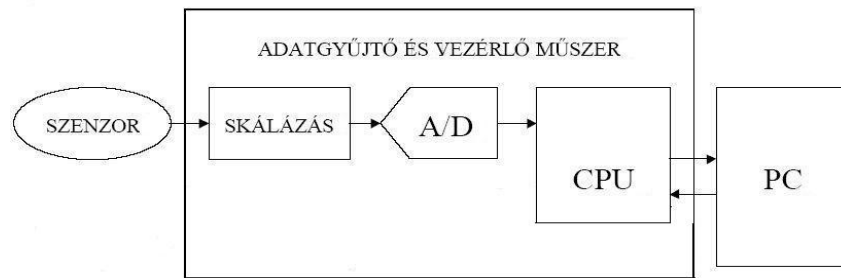 ADATGYŰJTŐ ÉS VEZÉRLŐ MŰSZER
SZENZOR
SKÁLÁZÁS
A/D
CPU
PC